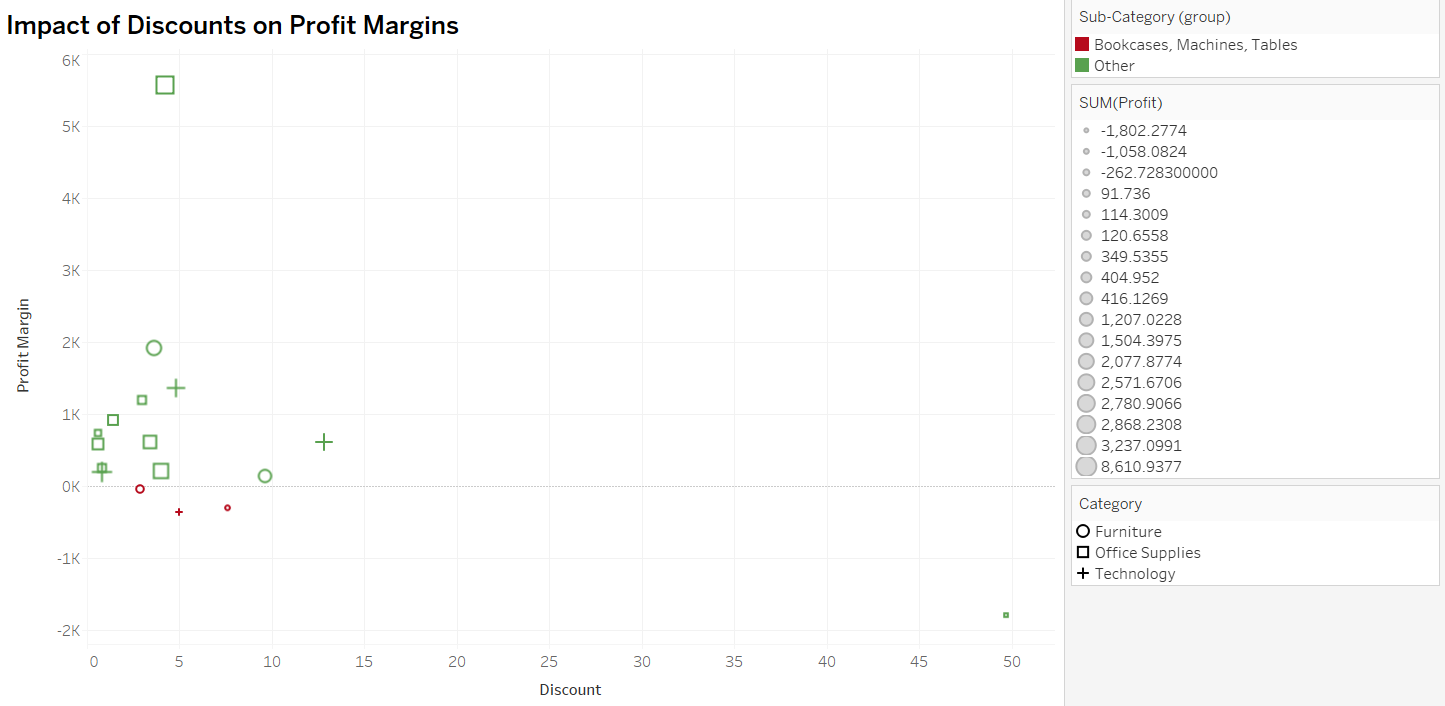 Impact of Discounts on Profit Margins
6K
5K
4K
3K
2K
1K
0K
-1K
-2K
Profit Margin
0 5 10 15 20 25 30 35 40 45 50
Discount
Sub-Category (group)
Bookcases, Machines, Tables
Other
SUM(Profit)
-1,802.2774
-1,058.0824
-262.728300000
91.736
114.3009
120.6558
349.5355
404.952
416.1269
1,207.0228
1,504.3975
2,077.8774
2,571.6706
2,780.9066
2,868.2308
3,237.0991
8,610.9377
Category
Furniture
Office Supplies
Technology